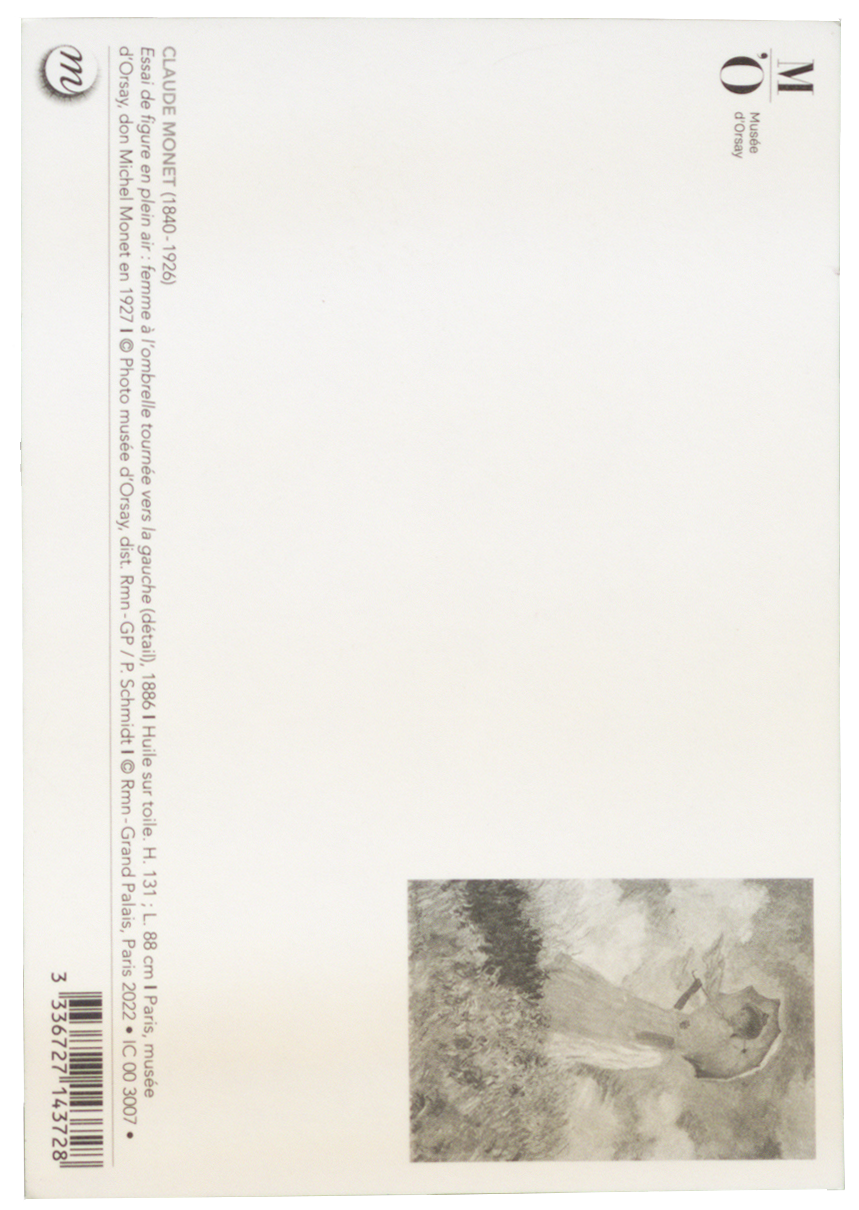 M
'O
Musée
d'Orsay
CLAUDE MONET (1840-1926)
Essai de figure en plein air : femme à l'ombrelle tournée vers la gauche (détail), 1886 I Huile sur toile. H. 131 ; L. 88 cm I Paris, musée
d'Orsay, don Michel Monet en 1927 I © Photo musée d'Orsay, dist. Rmn-GP / P. Schmidt I © Rmn-Grand Palais, Paris 2022 • IC 00 3007 •
m
3 336727 143728